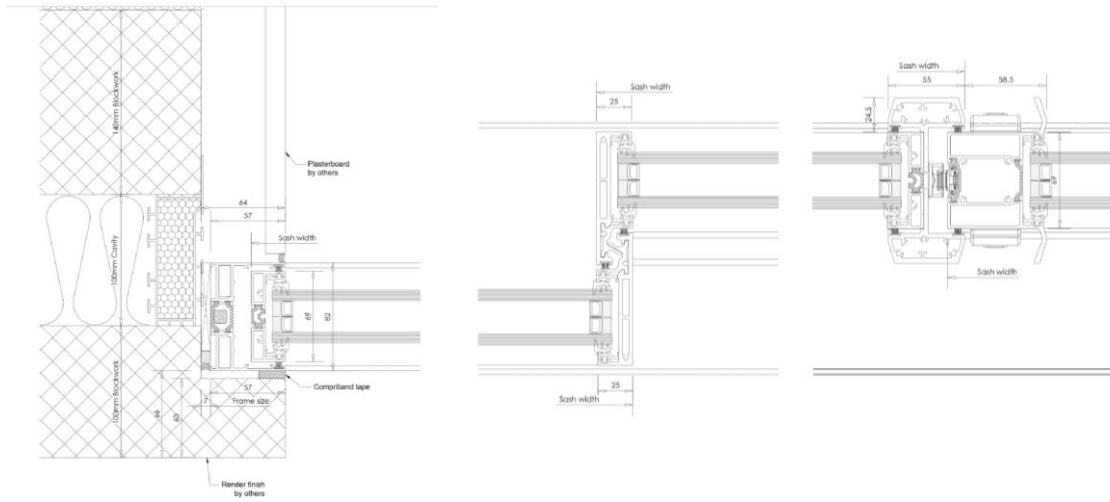 140mm Blockwork
100mm Cavity
100mm Blockwork
Plasterboard
by others
64
57
Sash width
69
82
Compriband tape
57
7
Frame size
66
60
Render finish
by others
Sash width
25
25
Sash width
Sash width
55
58.5
24.5
69
Sash width